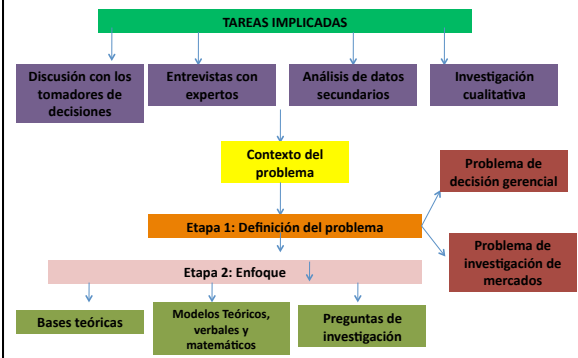 TAREAS IMPLICADAS
Discusión con los
tomadores de
decisiones
Entrevistas con
expertos
Análisis de datos
secundarios
Investigación
cualitativa
Contexto del
problema
Problema de
decisión gerencial
Etapa 1: Definición del problema
Problema de
investigación de
mercados
Etapa 2: Enfoque
Bases teóricas
Modelos Teóricos,
verbales y
matemáticos
Preguntas de
investigación